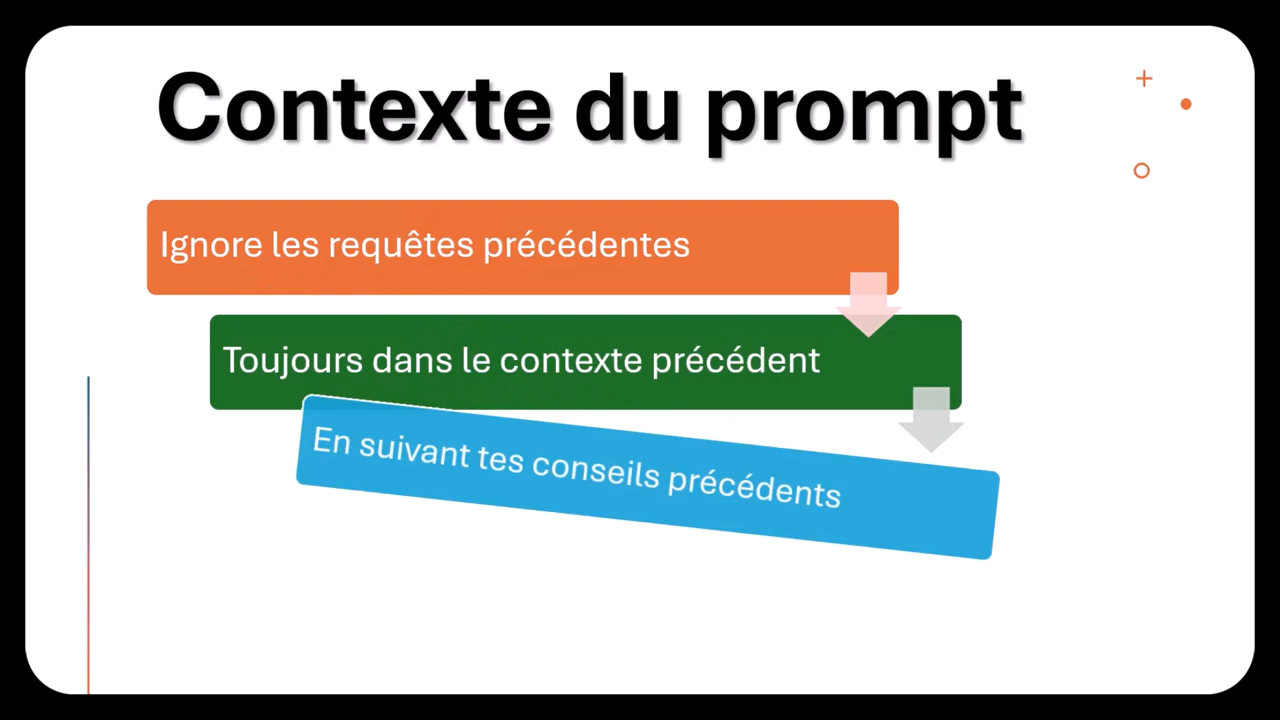 Contexte du prompt
Ignore les requêtes précédentes
Toujours dans le contexte précédent
En suivant tes conseils précédents